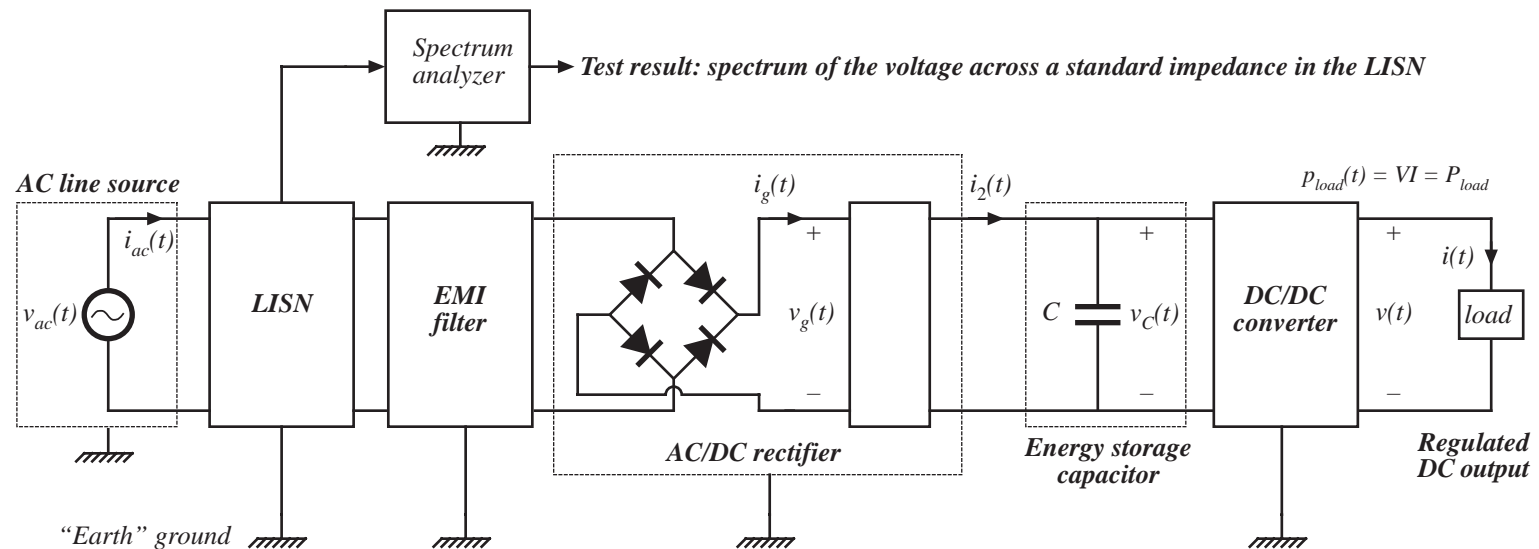 Spectrum
analyzer
Test result: spectrum of the voltage across a standard impedance in the LISN
AC line source
i_g(t)
i_2(t)
p_load(t) = VI = P_load
i_ac(t)
+
+
+
i(t)
v_ac(t)
LISN
EMI
filter
v_g(t)
C
v_C(t)
DC/DC
converter
v(t)
load
–
–
–
AC/DC rectifier
Energy storage
capacitor
Regulated
DC output
“Earth” ground